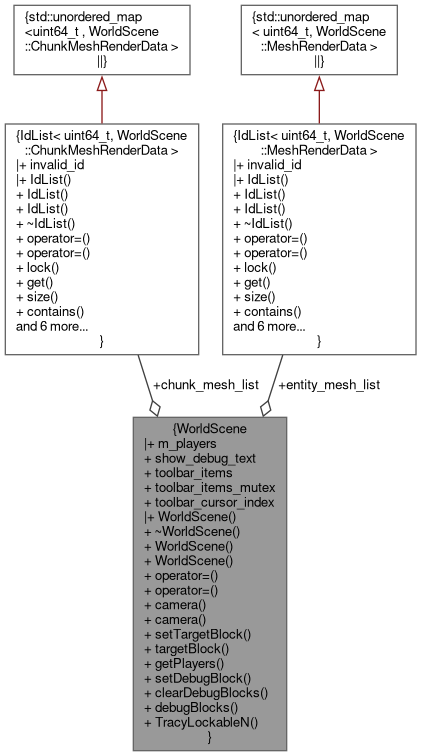 {std::unordered_map
<uint64_t , WorldScene
::ChunkMeshRenderData >
||}
{std::unordered_map
< uint64_t, WorldScene
::MeshRenderData >
||}
{IdList< uint64_t, WorldScene
::ChunkMeshRenderData >
|+ invalid_id
|+ IdList()
+ IdList()
+ IdList()
+ ~IdList()
+ operator=()
+ operator=()
+ lock()
+ get()
+ size()
+ contains()
and 6 more...
}
{IdList< uint64_t, WorldScene
::MeshRenderData >
|+ invalid_id
|+ IdList()
+ IdList()
+ IdList()
+ ~IdList()
+ operator=()
+ operator=()
+ lock()
+ get()
+ size()
+ contains()
and 6 more...
}
+chunk_mesh_list
+entity_mesh_list
{WorldScene
|+ m_players
+ show_debug_text
+ toolbar_items
+ toolbar_items_mutex
+ toolbar_cursor_index
|+ WorldScene()
+ ~WorldScene()
+ WorldScene()
+ WorldScene()
+ operator=()
+ operator=()
+ camera()
+ camera()
+ setTargetBlock()
+ targetBlock()
+ getPlayers()
+ setDebugBlock()
+ clearDebugBlocks()
+ debugBlocks()
+ TracyLockableN()
}